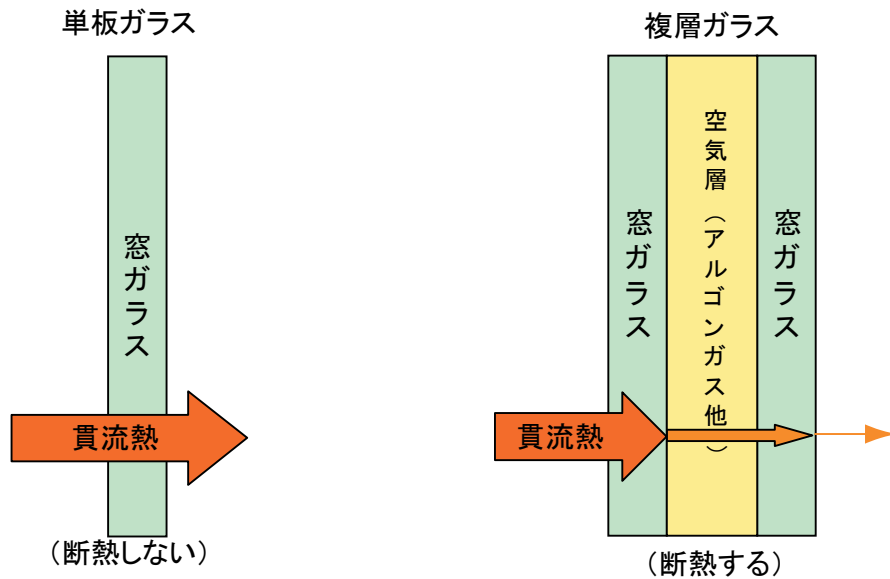 単板ガラス
窓ガラス
貫流熱
（断熱しない）
複層ガラス
窓ガラス
空気層（アルゴンガス他）
窓ガラス
貫流熱
（断熱する）